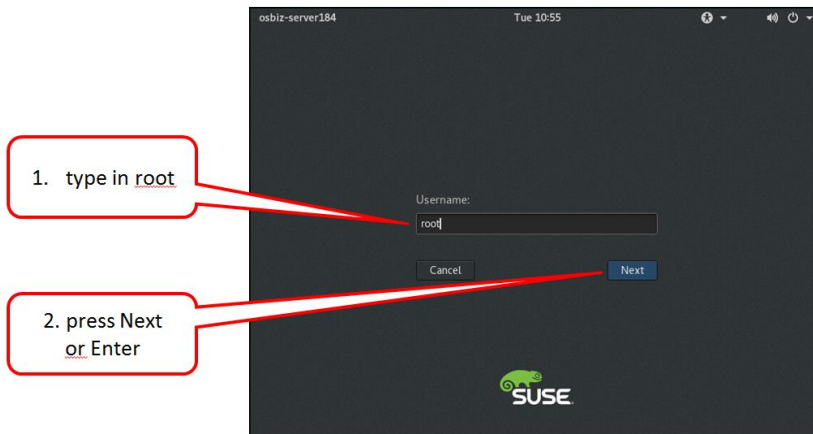 osbiz-server184 Tue 10:55
1. type in root
Username:
root
Cancel Next
2. press Next
or Enter
SUSE